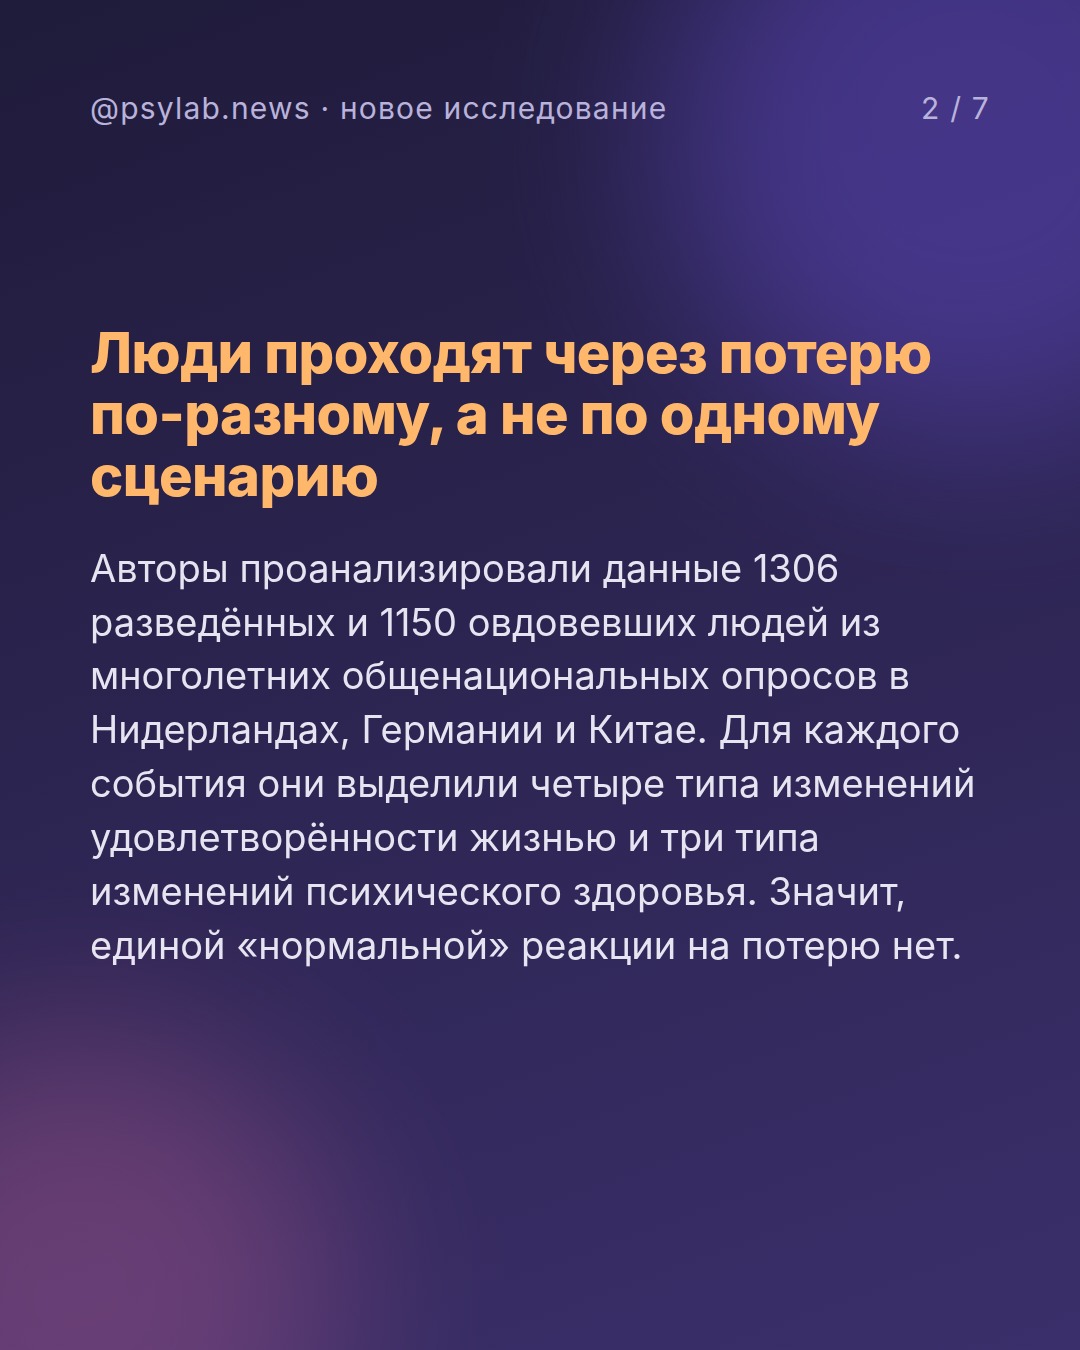 @psylab.news · новое исследование
2 / 7
Люди проходят через потерю
по-разному, а не по одному
сценарию
Авторы проанализировали данные 1306
разведённых и 1150 овдовевших людей из
многолетних общенациональных опросов в
Нидерландах, Германии и Китае. Для каждого
события они выделили четыре типа изменений
удовлетворённости жизнью и три типа
изменений психического здоровья. Значит,
единой «нормальной» реакции на потерю нет.